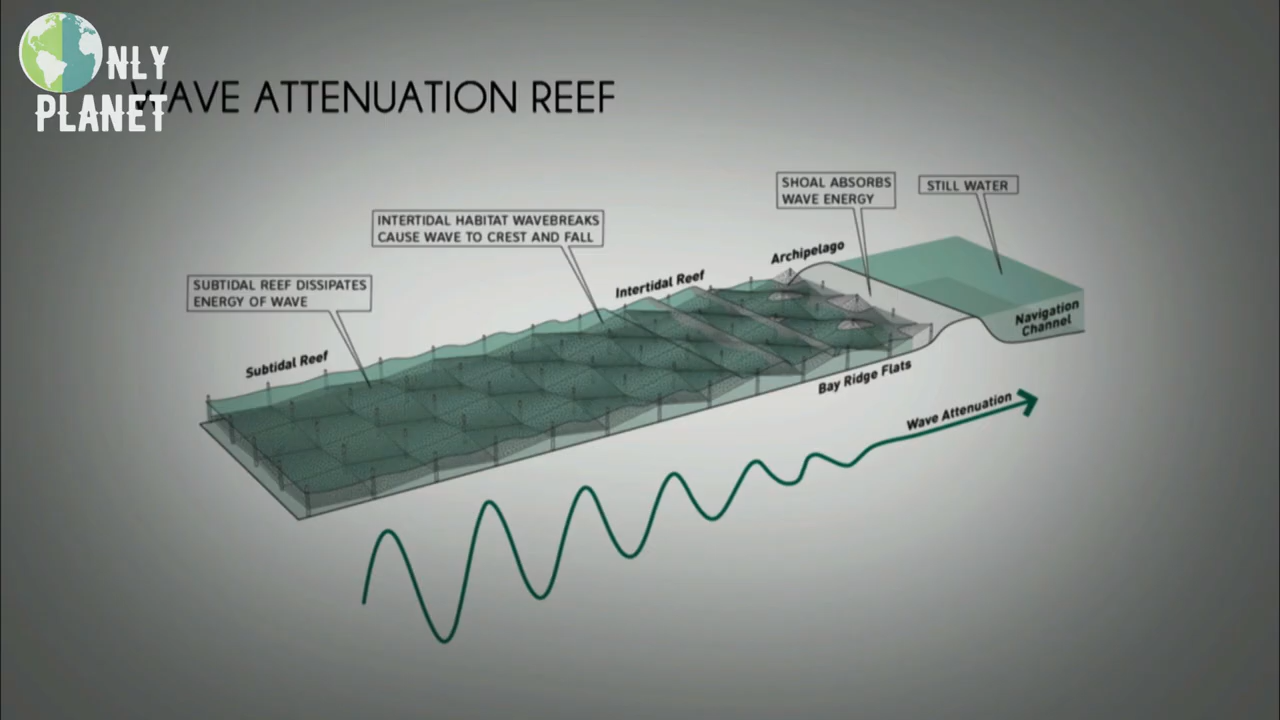 ONLY
PLANET
WAVE ATTENUATION REEF
SHOAL ABSORBS
WAVE ENERGY
STILL WATER
INTERTIDAL HABITAT WAVEBREAKS
CAUSE WAVE TO CREST AND FALL
Archipelago
SUBTIDAL REEF DISSIPATES
ENERGY OF WAVE
Intertidal Reef
Navigation
Channel
Subtidal Reef
Bay Ridge Flats
Wave Attenuation